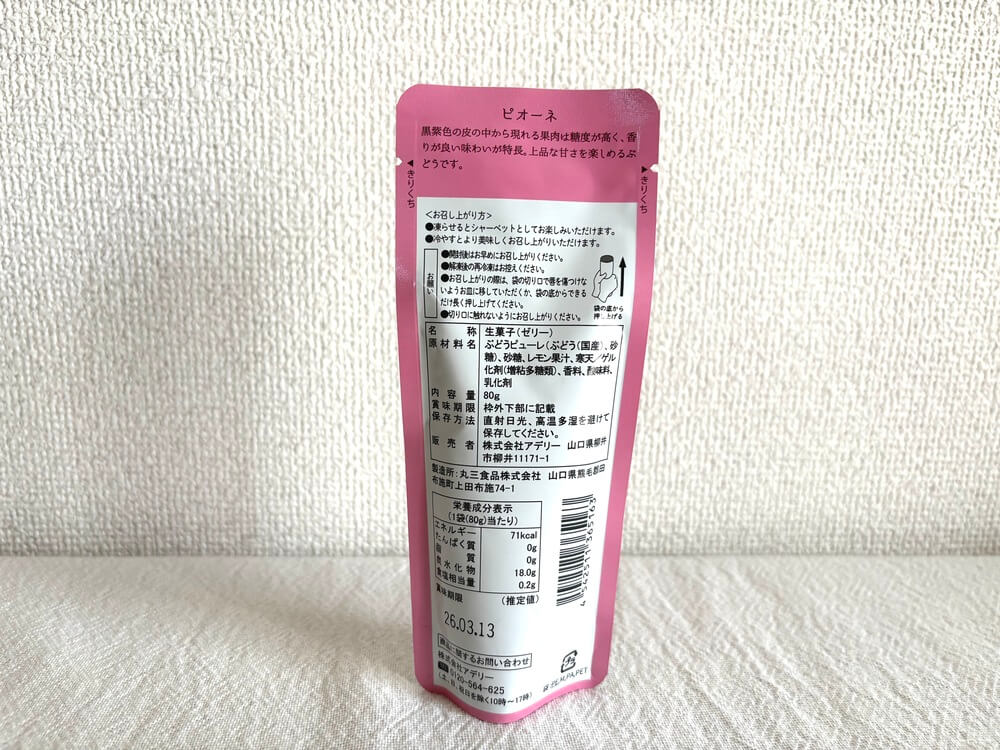 ピオーネ
黒紫色の皮の中から現れる果肉は糖度が高く、香
りが良い味わいが特長。上品な甘さを楽しめるぶ
どうです。
◀きりくち
▶きりくち
<お召し上がり方>
●凍らせるとシャーベットとしてお楽しみいただけます。
●冷やすとより美味しくお召し上がりいただけます。
お願い
●開封後はお早めにお召し上がりください。
●解凍後の再冷凍はお控えください。
●お召し上がりの際は、袋の切り口で唇を傷つけな
いようお皿に移していただくか、袋の底からできる
だけ長く押し上げてください。
●切り口に触れないようにお召し上がりください。
袋の底から
押し上げる
名称 生菓子(ゼリー)
原材料名 ぶどうピューレ(ぶどう(国産)、砂
糖)、砂糖、レモン果汁、寒天/ゲル
化剤(増粘多糖類)、香料、酸味料、
乳化剤
内容量 80g
賞味期限 枠外下部に記載
保存方法 直射日光、高温多湿を避けて
保存してください。
販売者 株式会社アデリー 山口県柳井
市柳井11171-1
製造所:丸三食品株式会社 山口県熊毛郡田
布施町上田布施74-1
栄養成分表示
(1袋(80g)当たり)
エネルギー 71kcal
たんぱく質 0g
脂質 0g
炭水化物 18.0g
食塩相当量 0.2g
(推定値)
賞味期限
26.03.13
4 542511 365163
商品に関するお問い合わせ
株式会社アデリー
TEL 0120-564-625
(土、日、祝日を除く10時~17時)
プラ
袋:PE,M,PA,PET